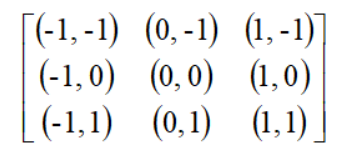 (-1, -1) (0, -1) (1, -1)
(-1, 0) (0, 0) (1, 0)
(-1, 1) (0, 1) (1, 1)